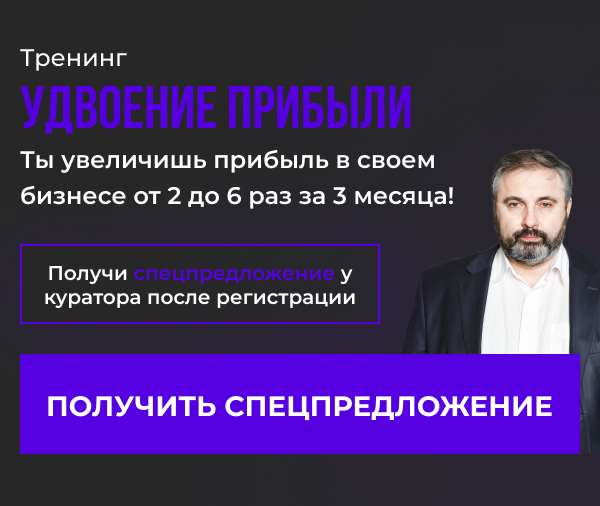 Тренинг
УДВОЕНИЕ ПРИБЫЛИ
Ты увеличишь прибыль в своем
бизнесе от 2 до 6 раз за 3 месяца!
Получи спецпредложение у
куратора после регистрации
ПОЛУЧИТЬ СПЕЦПРЕДЛОЖЕНИЕ